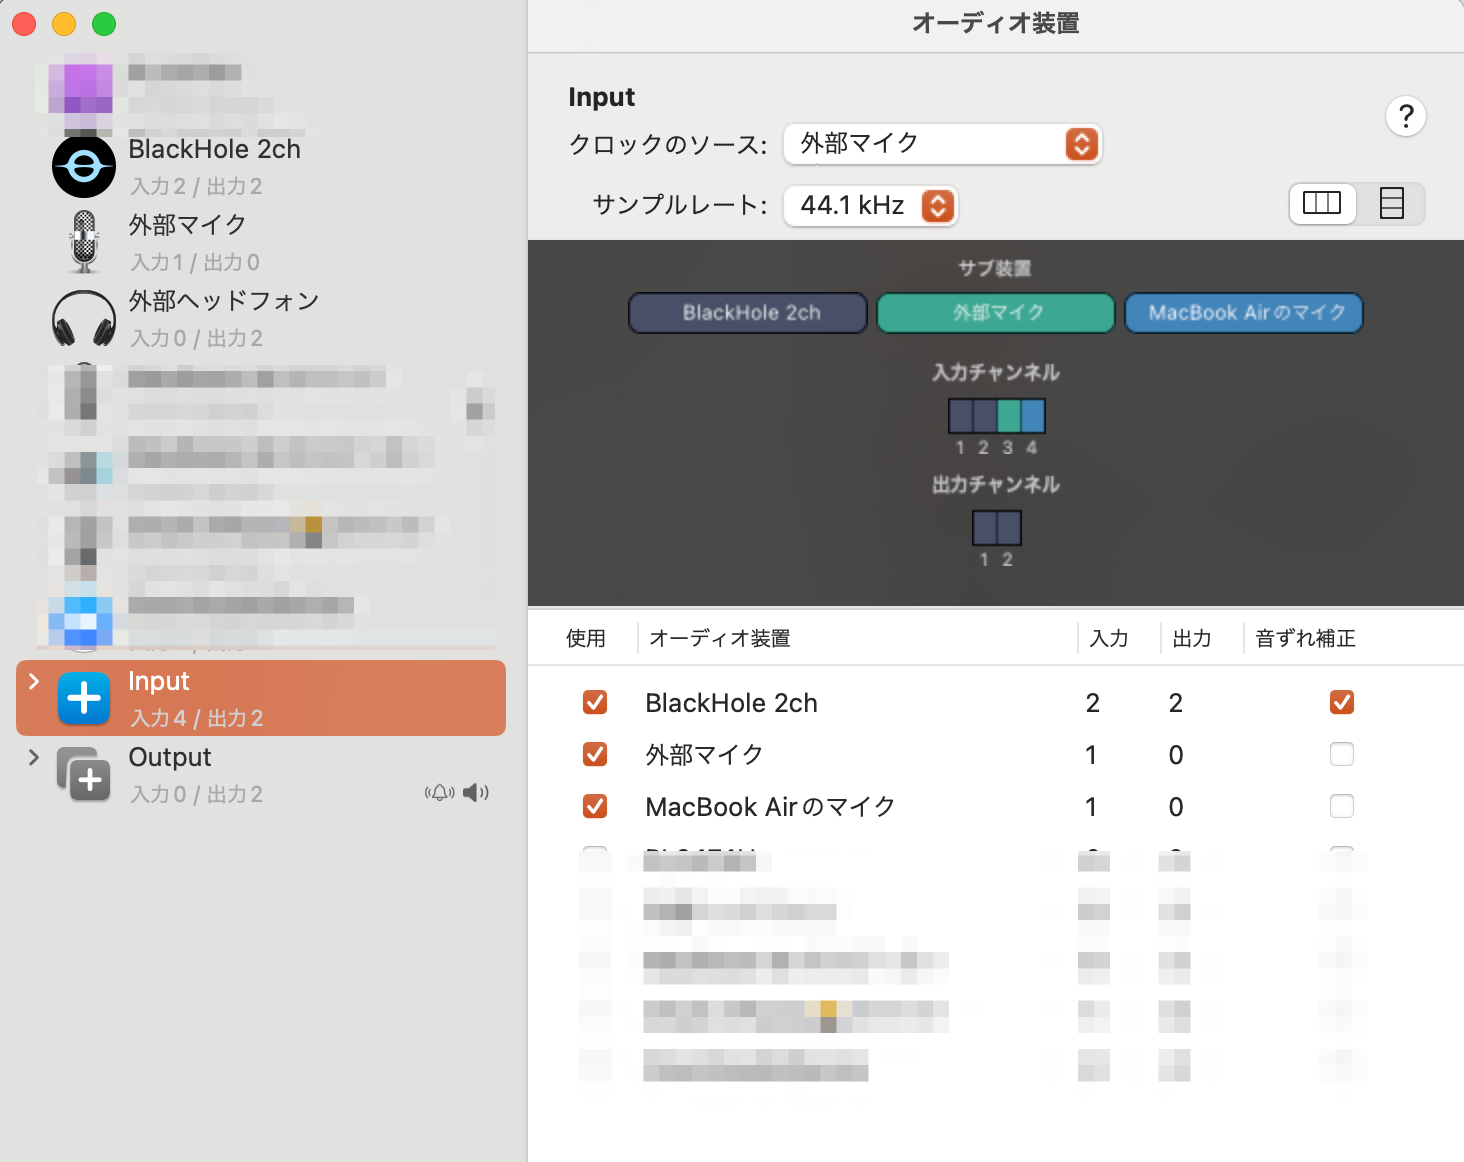 オーディオ装置
BlackHole 2ch
入力2 / 出力2
外部マイク
入力1 / 出力0
外部ヘッドフォン
入力0 / 出力2
Input
入力4 / 出力2
Output
入力0 / 出力2
Input
?
クロックのソース: 外部マイク
サンプルレート: 44.1 kHz
サブ装置
BlackHole 2ch 外部マイク MacBook Airのマイク
入力チャンネル
1 2 3 4
出力チャンネル
1 2
使用 オーディオ装置 入力 出力 音ずれ補正
BlackHole 2ch 2 2
外部マイク 1 0
MacBook Airのマイク 1 0